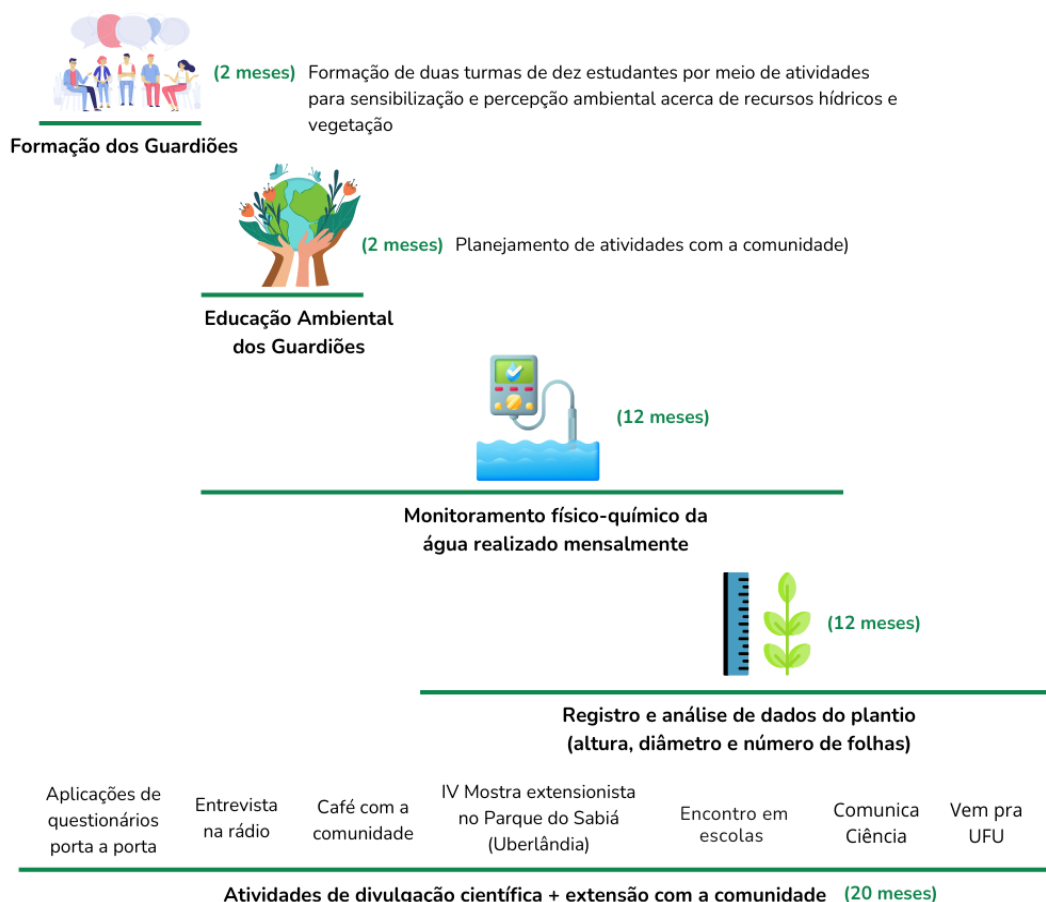 (2 meses) Formação de duas turmas de dez estudantes por meio de atividades
para sensibilização e percepção ambiental acerca de recursos hídricos e
vegetação
Formação dos Guardiões
(2 meses) Planejamento de atividades com a comunidade)
Educação Ambiental
dos Guardiões
(12 meses)
Monitoramento físico-químico da
água realizado mensalmente
(12 meses)
Registro e análise de dados do plantio
(altura, diâmetro e número de folhas)
Aplicações de
questionários
porta a porta
Entrevista
na rádio
Café com a
comunidade
IV Mostra extensionista
no Parque do Sabiá
(Uberlândia)
Encontro em
escolas
Comunica
Ciência
Vem pra
UFU
Atividades de divulgação científica + extensão com a comunidade (20 meses)